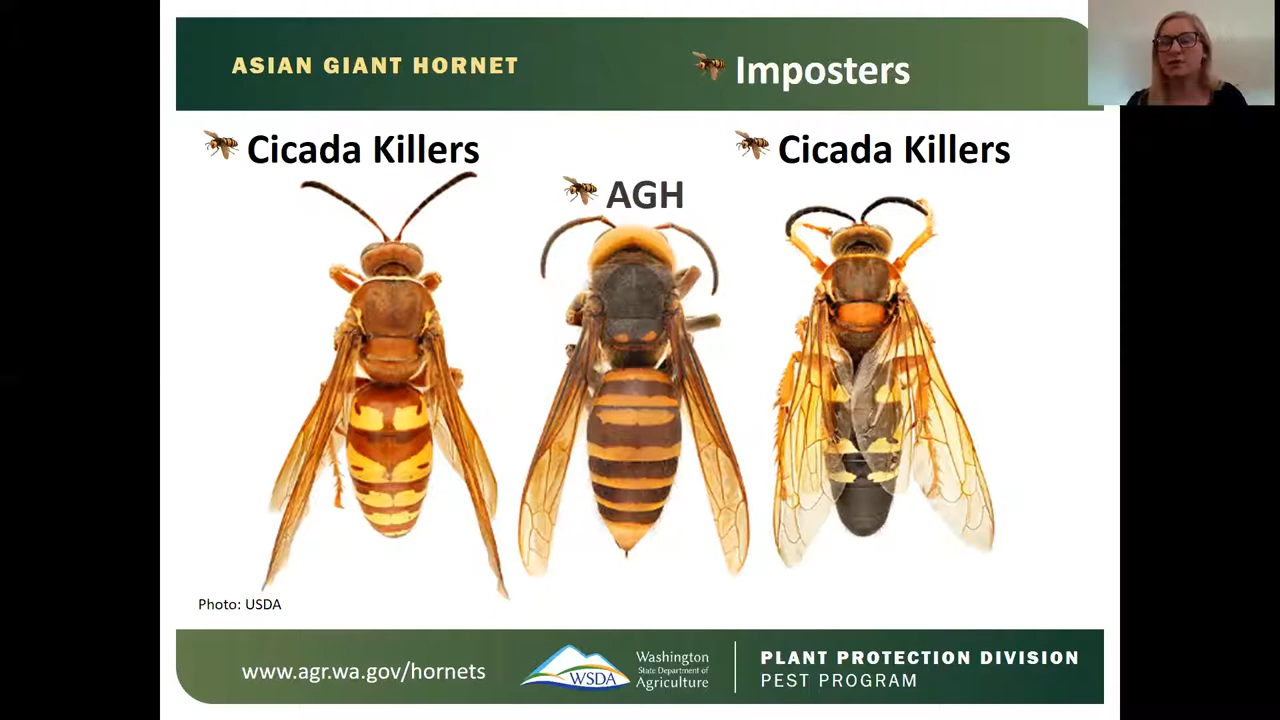 ASIAN GIANT HORNET
Imposters
Cicada Killers
AGH
Cicada Killers
Photo: USDA
www.agr.wa.gov/hornets
WSDA
Washington
State Department of
Agriculture
PLANT PROTECTION DIVISION
PEST PROGRAM